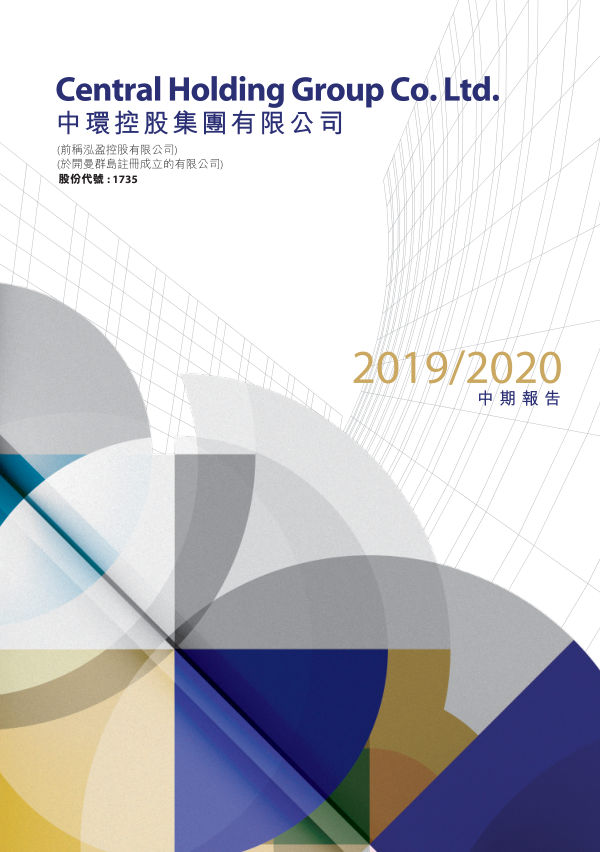 Central Holding Group Co. Ltd.
中環控股集團有限公司
(前稱泓盈控股有限公司)
(於開曼群島註冊成立的有限公司)
股份代號 : 1735
2019/2020
中期報告